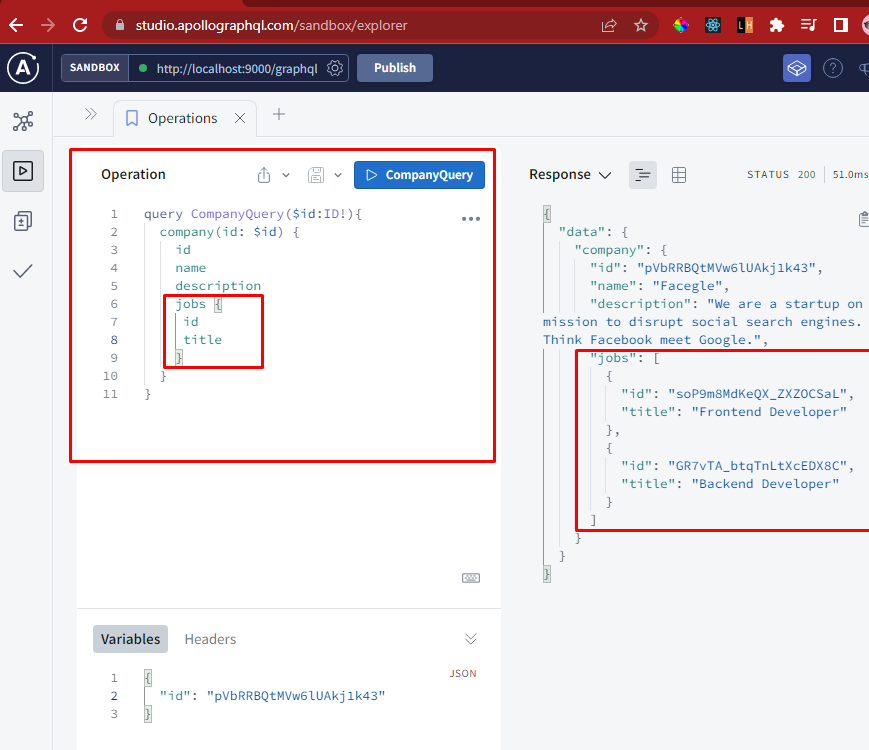 studio.apollographql.com/sandbox/explorer
L H
A
SANDBOX
http://localhost:9000/graphql
Publish
?
Operations
Operation
CompanyQuery
1 query CompanyQuery($id:ID!){
2 company(id: $id) {
3 id
4 name
5 description
6 jobs {
7 id
8 title
9 }
10 }
11 }
Variables
Headers
JSON
1 {
2 "id": "pVbRRBQtMVw6lUAkj1k43"
3 }
Response
STATUS 200
51.0ms
{
"data": {
"company": {
"id": "pVbRRBQtMVw6lUAkj1k43",
"name": "Facegle",
"description": "We are a startup on
mission to disrupt social search engines.
Think Facebook meet Google.",
"jobs": [
{
"id": "soP9m8MdKeQX_ZXZOCSaL",
"title": "Frontend Developer"
},
{
"id": "GR7vTA_btqTnLtXcEDX8C",
"title": "Backend Developer"
}
]
}
}
}